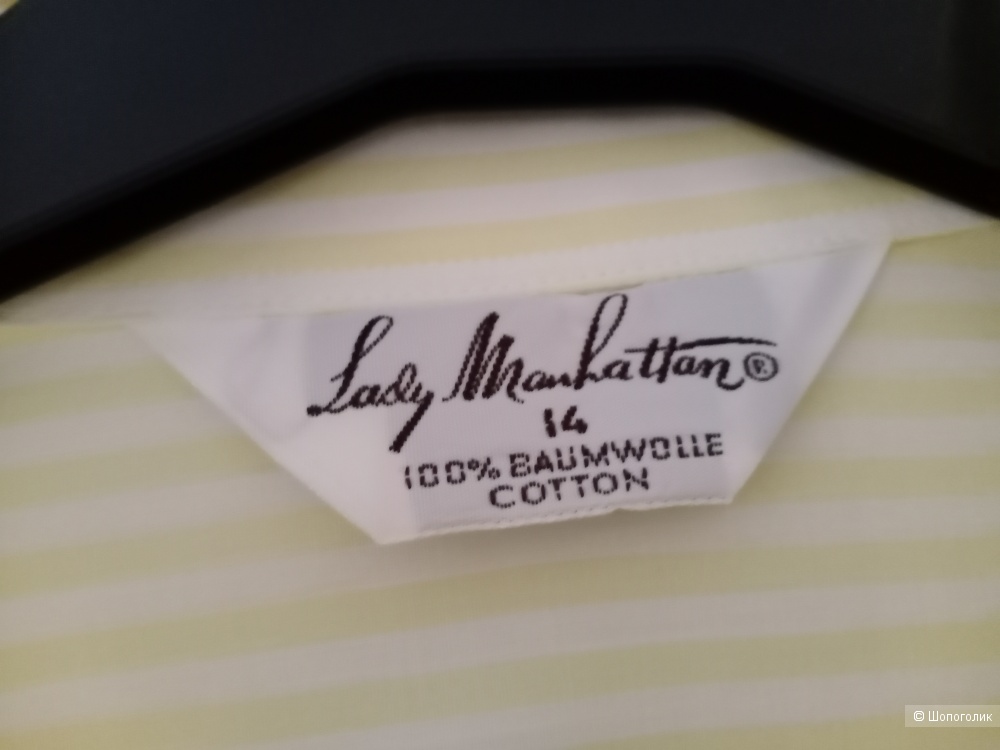 Lady Manhattan®
14
100% BAUMWOLLE
COTTON
© Шопоголик